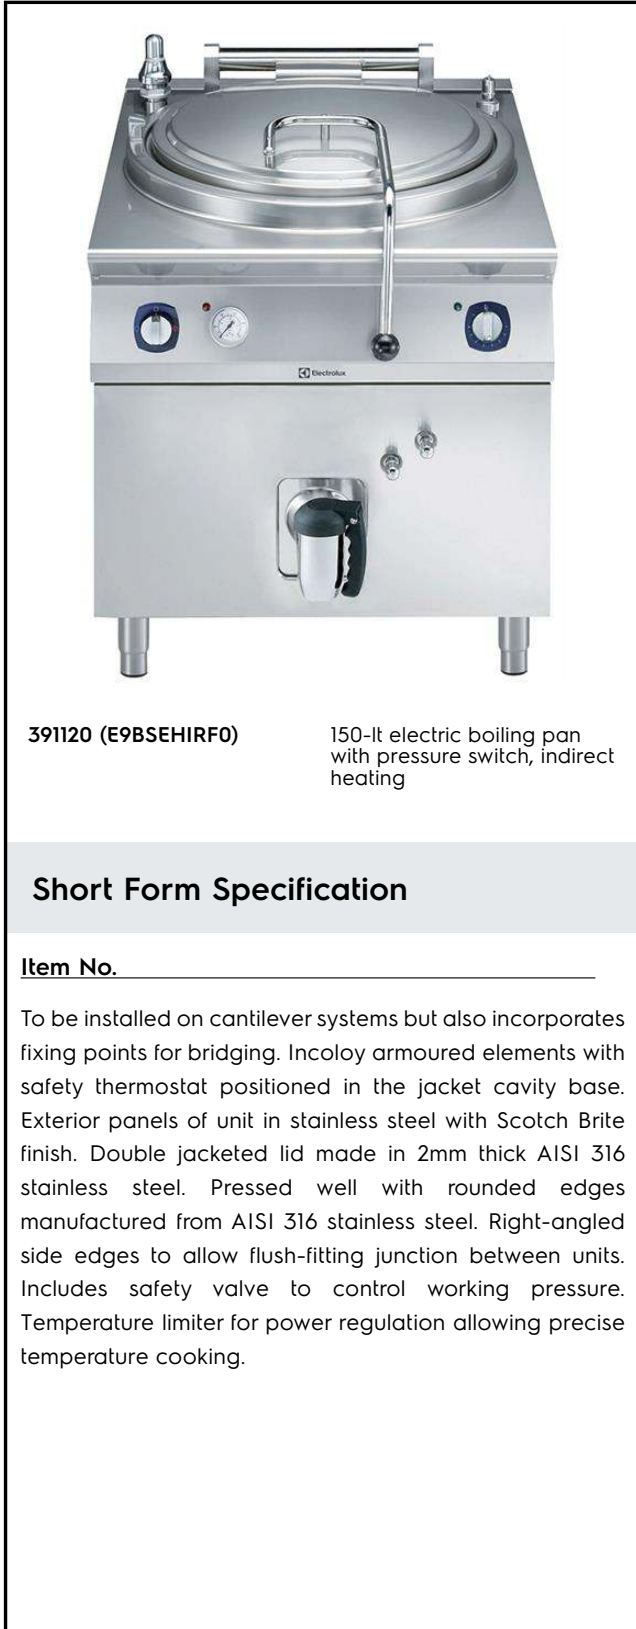 Electrolux
391120 (E9BSEHIRF0)
150-lt electric boiling pan
with pressure switch, indirect
heating
Short Form Specification
Item No.
To be installed on cantilever systems but also incorporates
fixing points for bridging. Incoloy armoured elements with
safety thermostat positioned in the jacket cavity base.
Exterior panels of unit in stainless steel with Scotch Brite
finish. Double jacketed lid made in 2mm thick AISI 316
stainless steel. Pressed well with rounded edges
manufactured from AISI 316 stainless steel. Right-angled
side edges to allow flush-fitting junction between units.
Includes safety valve to control working pressure.
Temperature limiter for power regulation allowing precise
temperature cooking.